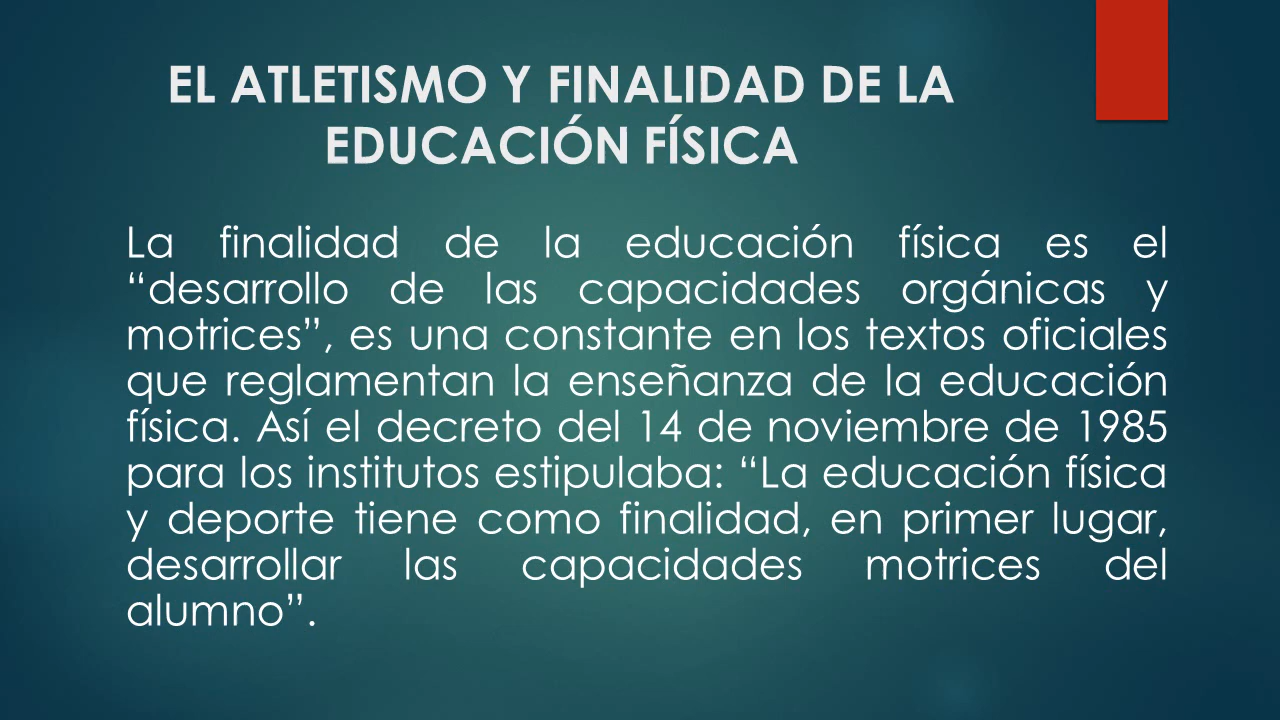 EL ATLETISMO Y FINALIDAD DE LA
EDUCACIÓN FÍSICA
La finalidad de la educación física es el
“desarrollo de las capacidades orgánicas y
motrices”, es una constante en los textos oficiales
que reglamentan la enseñanza de la educación
física. Así el decreto del 14 de noviembre de 1985
para los institutos estipulaba: “La educación física
y deporte tiene como finalidad, en primer lugar,
desarrollar las capacidades motrices del
alumno”.